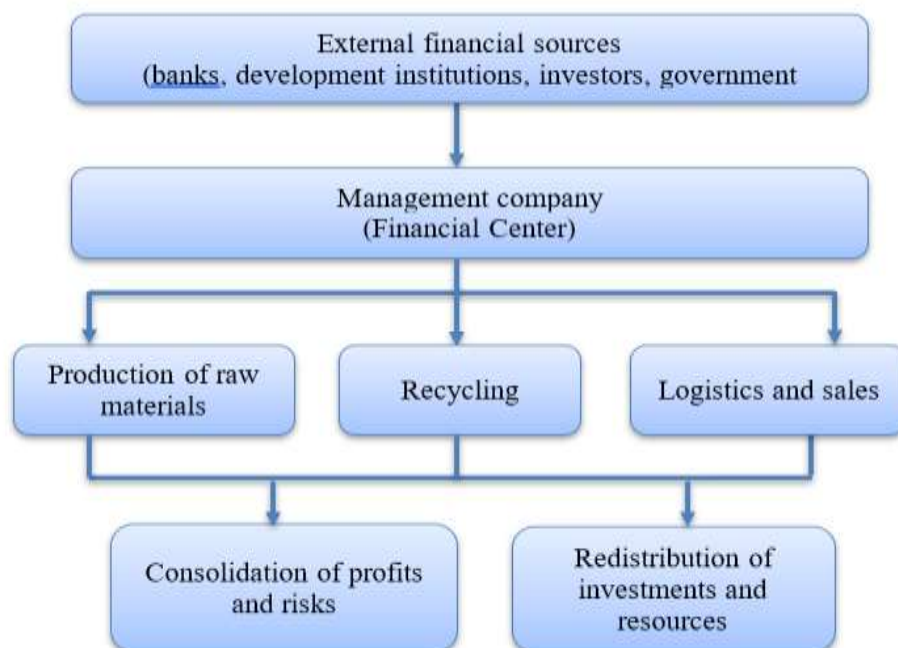 External financial sources
(banks, development institutions, investors, government
Management company
(Financial Center)
Production of raw
materials
Recycling
Logistics and sales
Consolidation of profits
and risks
Redistribution of
investments and
resources